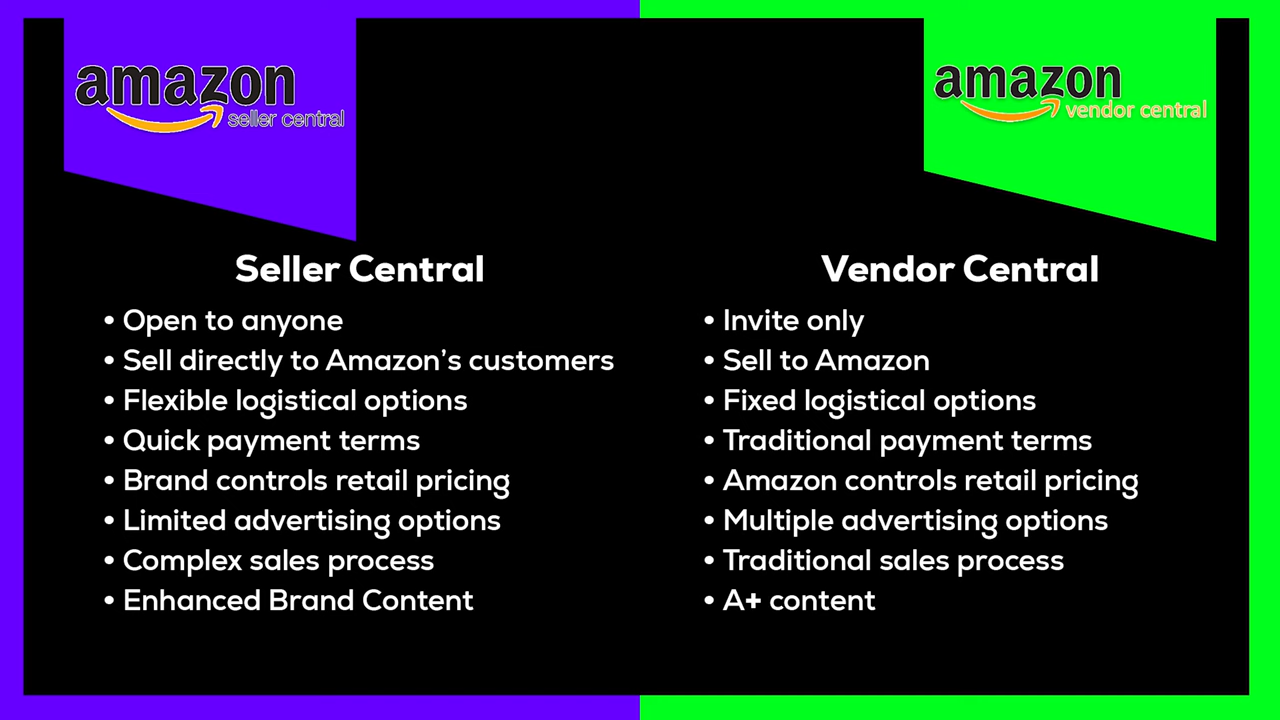 amazon
seller central
amazon
vendor central
Seller Central
• Open to anyone
• Sell directly to Amazon's customers
• Flexible logistical options
• Quick payment terms
• Brand controls retail pricing
• Limited advertising options
• Complex sales process
• Enhanced Brand Content
Vendor Central
• Invite only
• Sell to Amazon
• Fixed logistical options
• Traditional payment terms
• Amazon controls retail pricing
• Multiple advertising options
• Traditional sales process
• A+ content